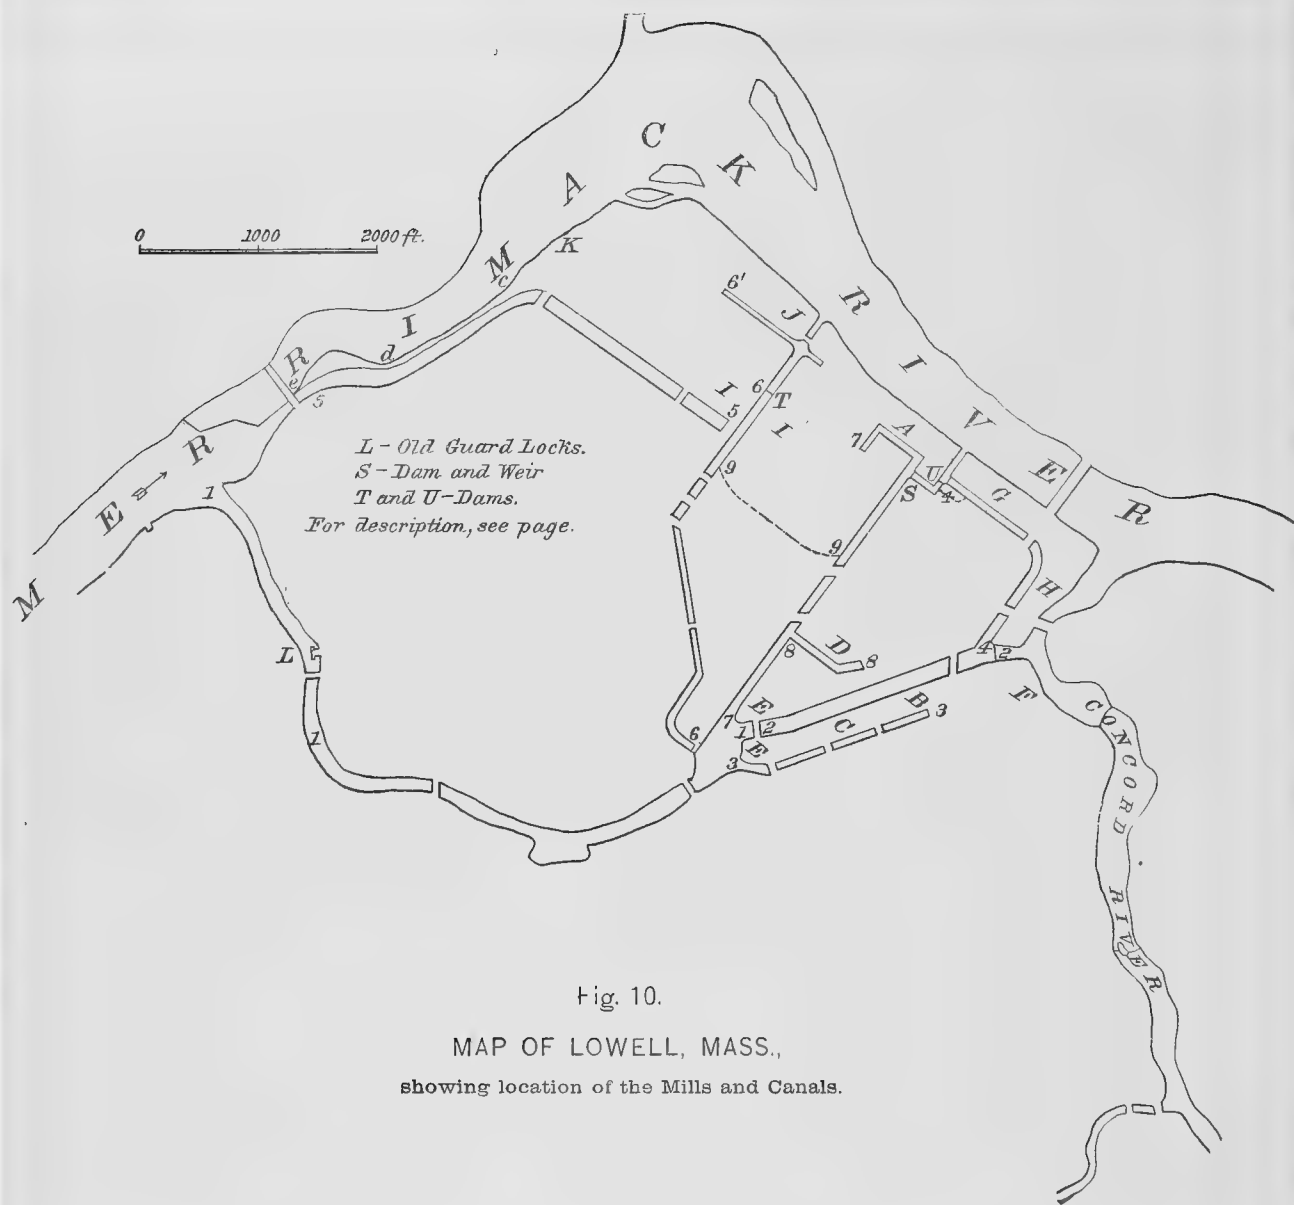 MERRIMACK RIVER
0 1000 2000 ft.
K
c
d
e
5
6'
J
I
5
6
T
I
9
7
A
U
S
4
G
L - Old Guard Locks.
S - Dam and Weir
T and U - Dams.
For description, see page.
1
9
H
L
D
8
8
4
2
E
7
1
2
B
3
C
F
6
E
3
1
CONCORD RIVER
Fig. 10.
MAP OF LOWELL, MASS.,
showing location of the Mills and Canals.